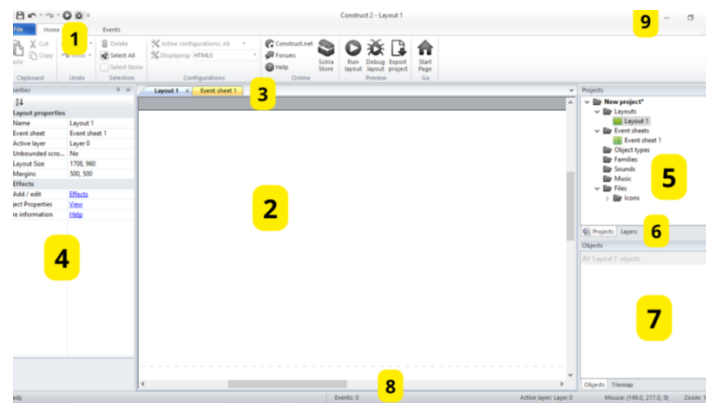 Construct 2 - Layout 1
9
File Home Events
1
Cut
Copy
Delete
Select All
Select None
Active configurations: All
Displaying: HTML5
Construct.net
Forums
Help
Scirra Store
Run layout
Debug layout
Export project
Start Page
Clipboard Undo Selection Configurations Online Preview Go
Layout 1 Event sheet 1
3
Layout properties
Name Layout 1
Event sheet Event sheet 1
Active layer Layer 0
Unbounded scro... No
Layout Size 1708, 960
Margins 500, 500
Effects
Add / edit Effects
View
Help
4
2
Projects
New project*
Layouts
Layout 1
Event sheets
Event sheet 1
Object types
Families
Sounds
Music
Files
Icons
5
Projects Layers
6
Objects
All 'Layout 1' objects
7
Objects Tilemap
8
Events: 0 Active layer: Layer 0 Mouse: (149.0, 217.0, 0)